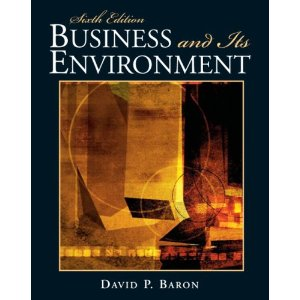 Sixth Edition
BUSINESS and Its
ENVIRONMENT
DAVID P. BARON